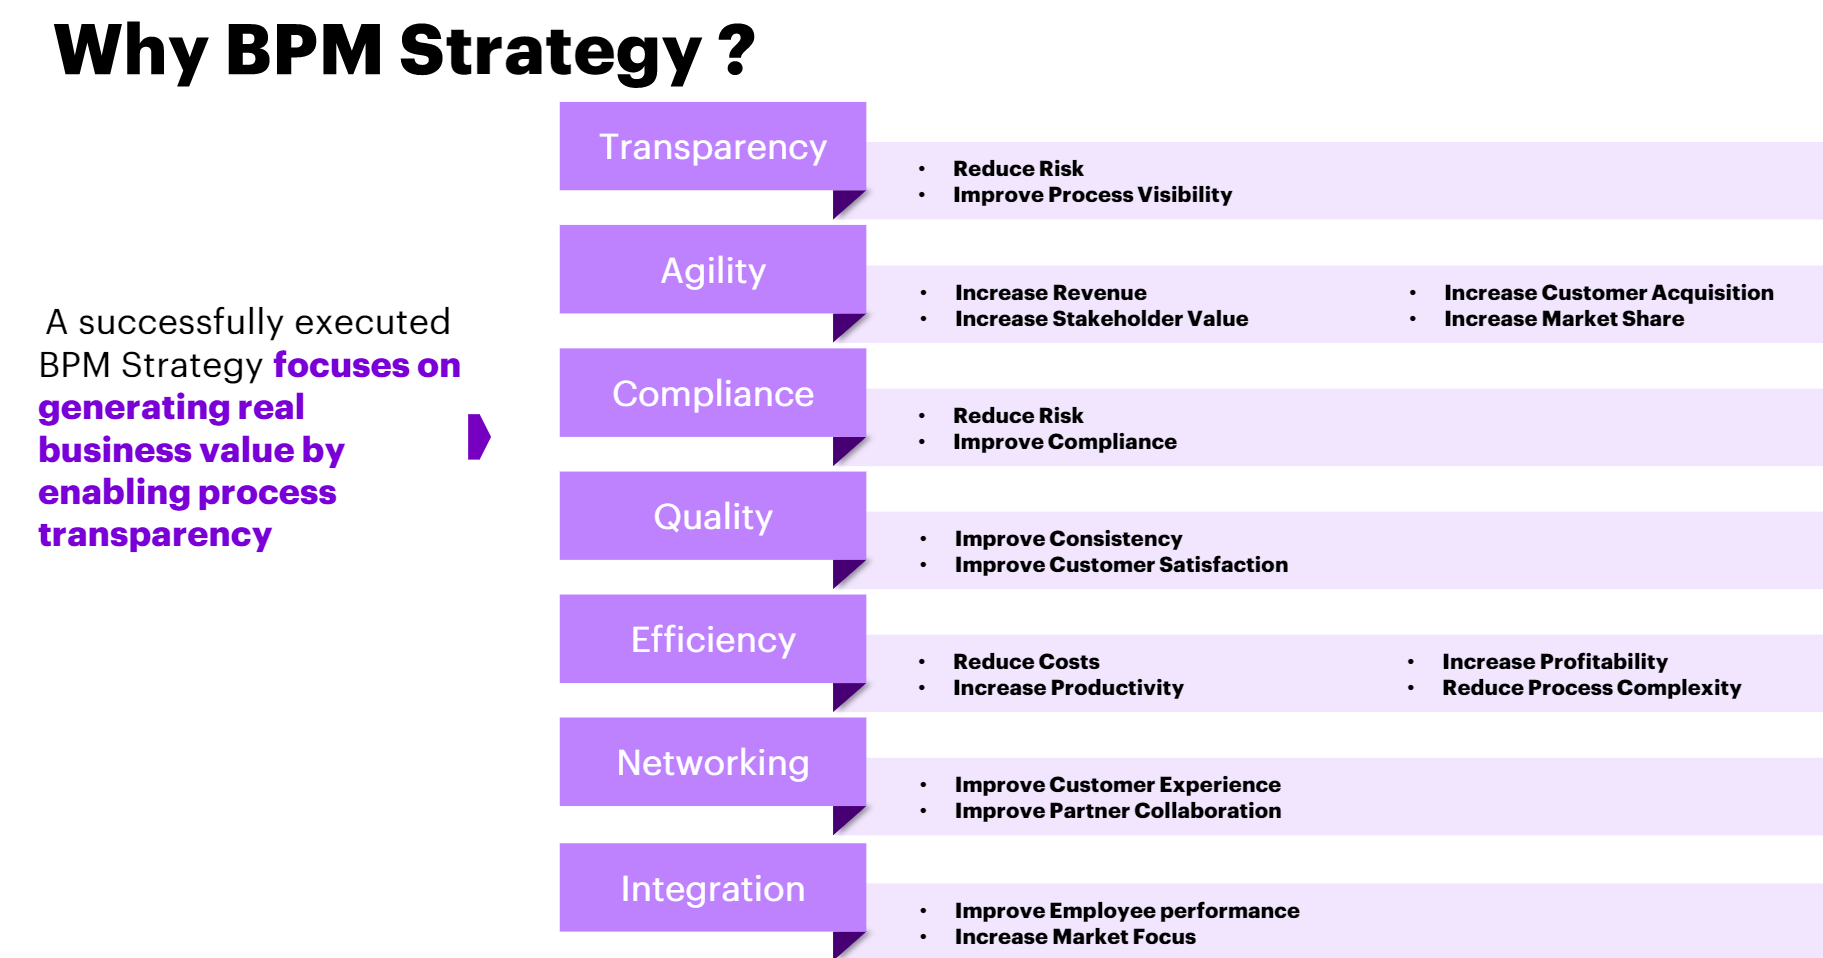 Why BPM Strategy ?
A successfully executed
BPM Strategy focuses on
generating real
business value by
enabling process
transparency
Transparency
• Reduce Risk
• Improve Process Visibility
Agility
• Increase Revenue
• Increase Stakeholder Value
• Increase Customer Acquisition
• Increase Market Share
Compliance
• Reduce Risk
• Improve Compliance
Quality
• Improve Consistency
• Improve Customer Satisfaction
Efficiency
• Reduce Costs
• Increase Productivity
• Increase Profitability
• Reduce Process Complexity
Networking
• Improve Customer Experience
• Improve Partner Collaboration
Integration
• Improve Employee performance
• Increase Market Focus